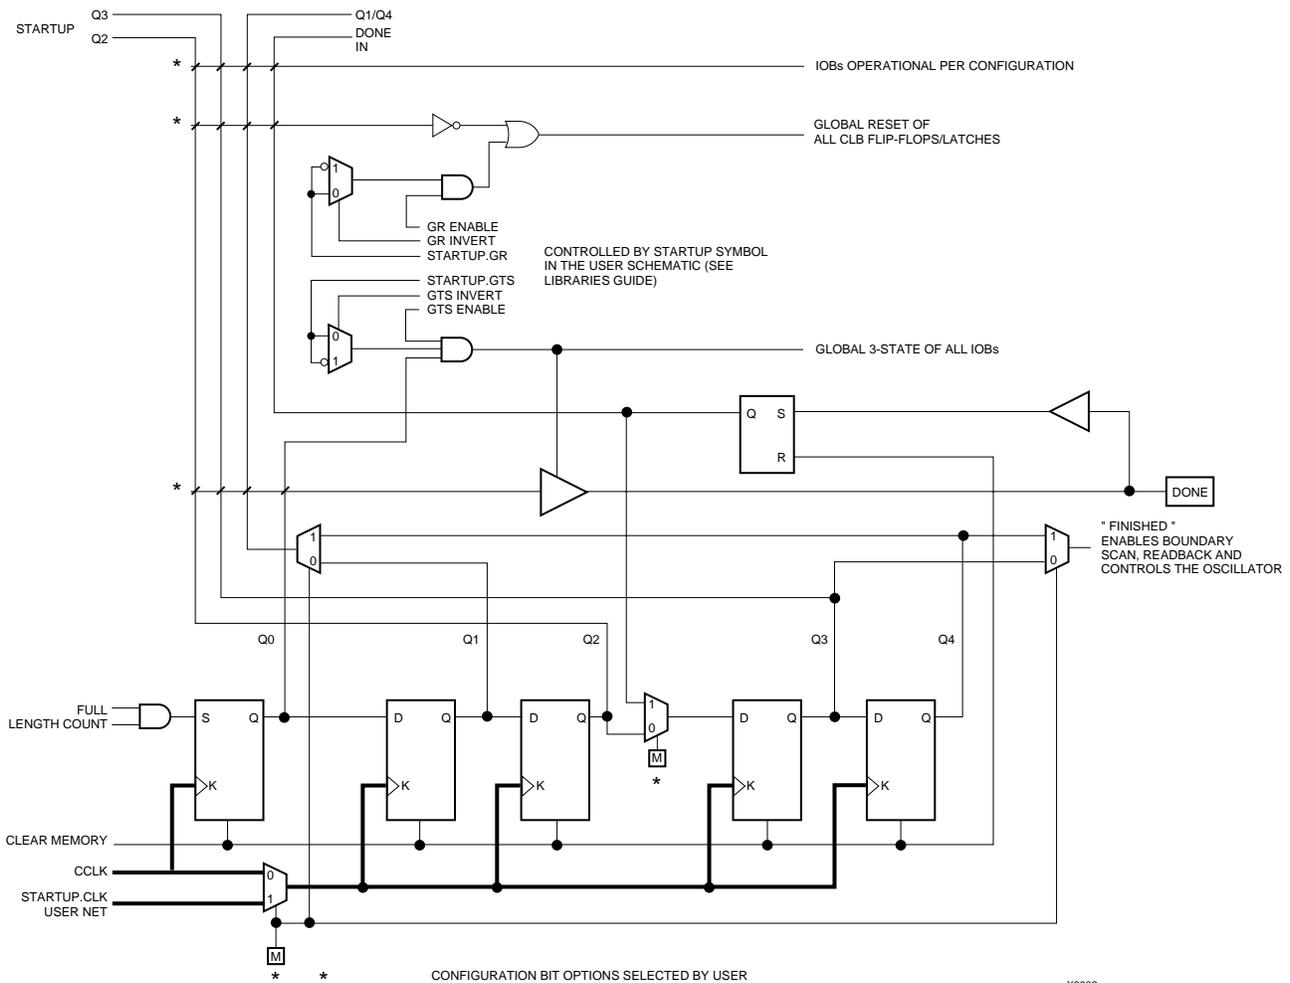 STARTUP
Q3
Q2
Q1/Q4
DONE
IN
*
IOBs OPERATIONAL PER CONFIGURATION
*
GLOBAL RESET OF
ALL CLB FLIP-FLOPS/LATCHES
1
0
GR ENABLE
GR INVERT
STARTUP.GR
CONTROLLED BY STARTUP SYMBOL
IN THE USER SCHEMATIC (SEE
LIBRARIES GUIDE)
STARTUP.GTS
GTS INVERT
GTS ENABLE
0
1
GLOBAL 3-STATE OF ALL IOBs
Q S
R
*
DONE
1
0
1
0
" FINISHED "
ENABLES BOUNDARY
SCAN, READBACK AND
CONTROLS THE OSCILLATOR
Q0
Q1
Q2
Q3
Q4
FULL
LENGTH COUNT
S Q
K
D Q
K
D Q
K
1
0
M
*
D Q
K
D Q
K
CLEAR MEMORY
CCLK
0
STARTUP.CLK
USER NET
1
M
*
* CONFIGURATION BIT OPTIONS SELECTED BY USER